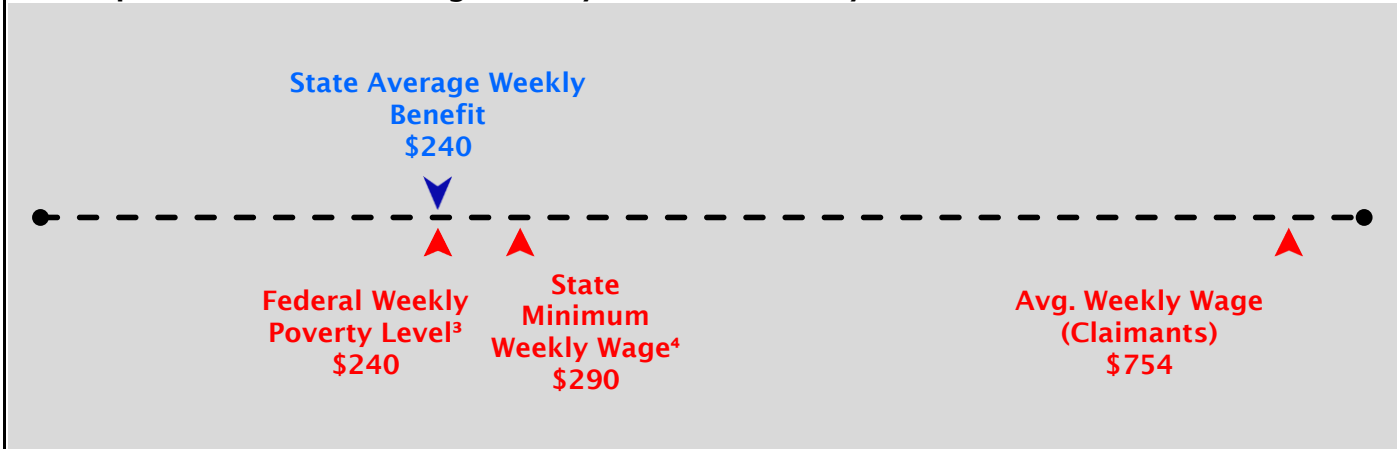 State Average Weekly
Benefit
$240
Federal Weekly
Poverty Level³
$240
State
Minimum
Weekly Wage⁴
$290
Avg. Weekly Wage
(Claimants)
$754